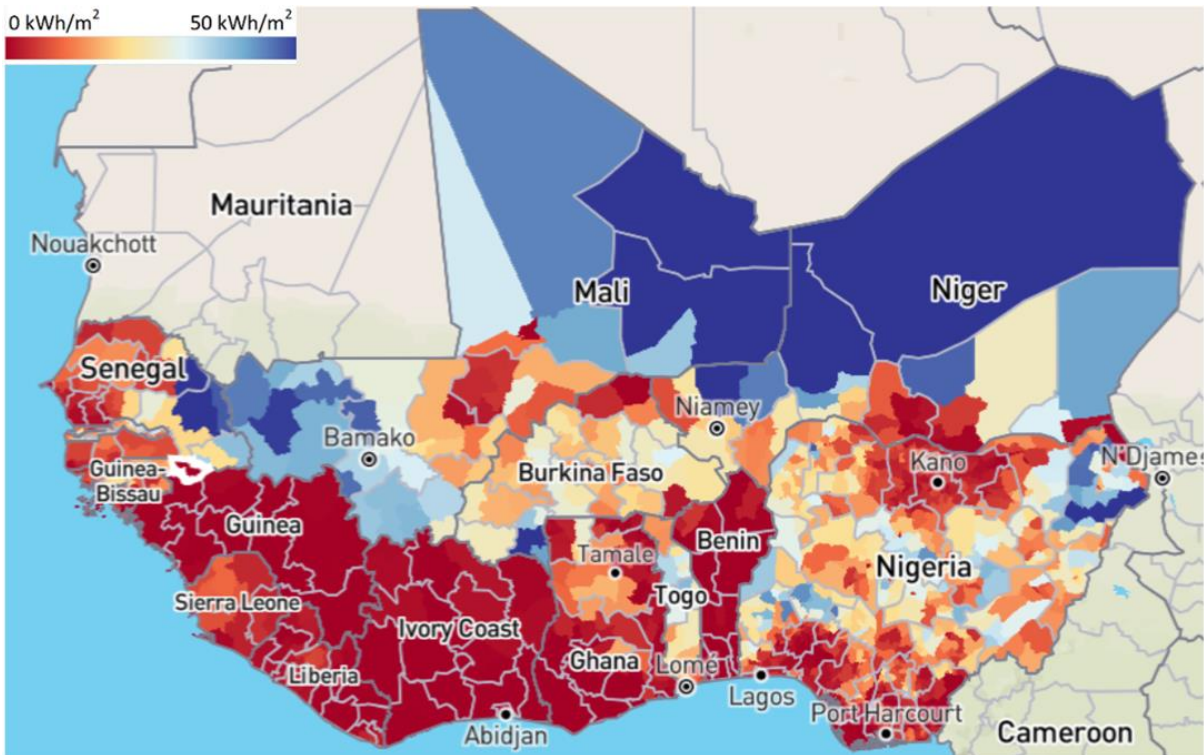 0 kWh/m² 50 kWh/m²
Mauritania
Nouakchott
Mali
Niger
Senegal
Niamey
Bamako
Burkina Faso
Kano
N'Djamena
Guinea-
Bissau
Guinea
Benin
Tamale
Nigeria
Togo
Sierra Leone
Ivory Coast
Ghana
Liberia
Lomé
Lagos
Port Harcourt
Abidjan
Cameroon